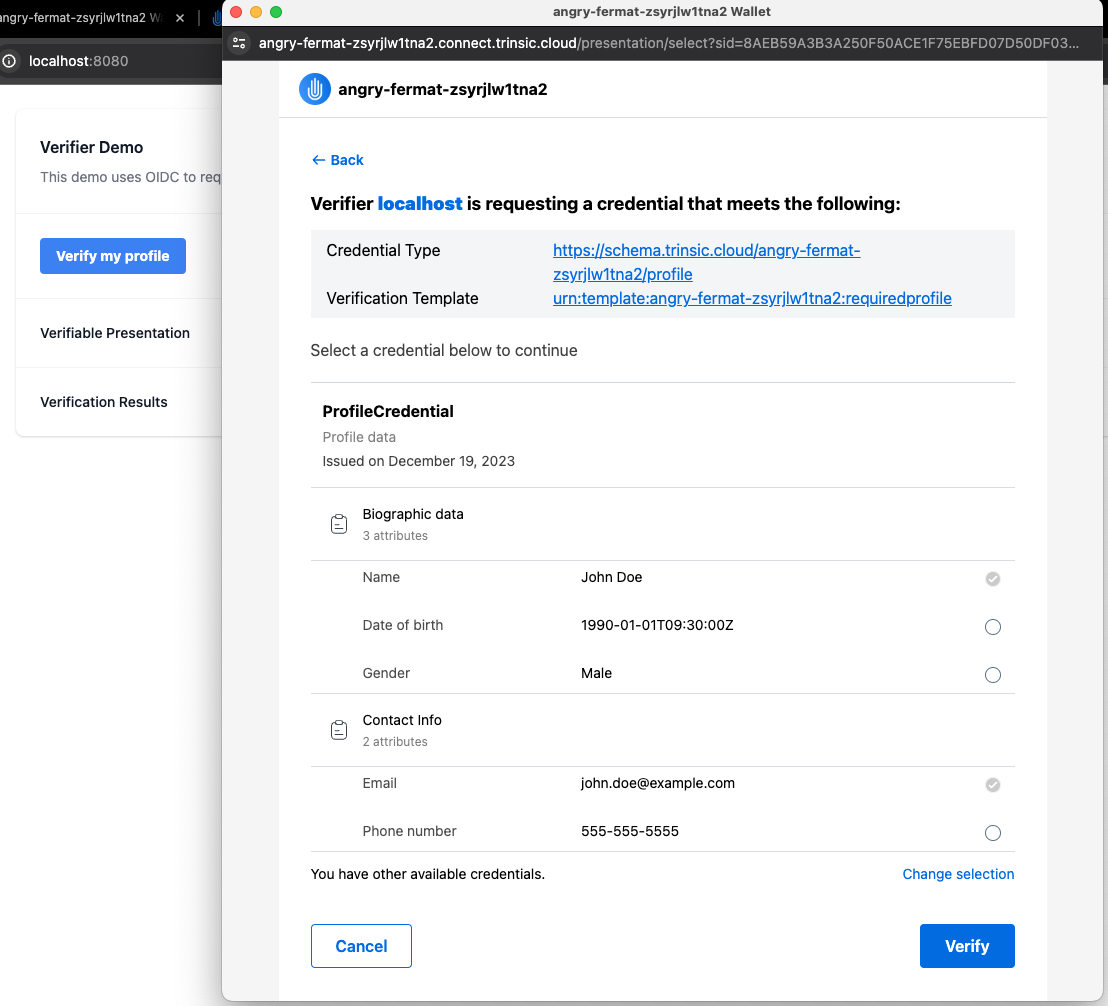 angry-fermat-zsyrjlw1tna2 W
localhost:8080
Verifier Demo
This demo uses OIDC to req
Verify my profile
Verifiable Presentation
Verification Results
angry-fermat-zsyrjlw1tna2 Wallet
angry-fermat-zsyrjlw1tna2.connect.trinsic.cloud/presentation/select?sid=8AEB59A3B3A250F50ACE1F75EBFD07D50DF03...
angry-fermat-zsyrjlw1tna2
← Back
Verifier localhost is requesting a credential that meets the following:
Credential Type https://schema.trinsic.cloud/angry-fermat-
zsyrjlw1tna2/profile
Verification Template urn:template:angry-fermat-zsyrjlw1tna2:requiredprofile
Select a credential below to continue
ProfileCredential
Profile data
Issued on December 19, 2023
Biographic data
3 attributes
Name John Doe
Date of birth 1990-01-01T09:30:00Z
Gender Male
Contact Info
2 attributes
Email john.doe@example.com
Phone number 555-555-5555
You have other available credentials. Change selection
Cancel Verify